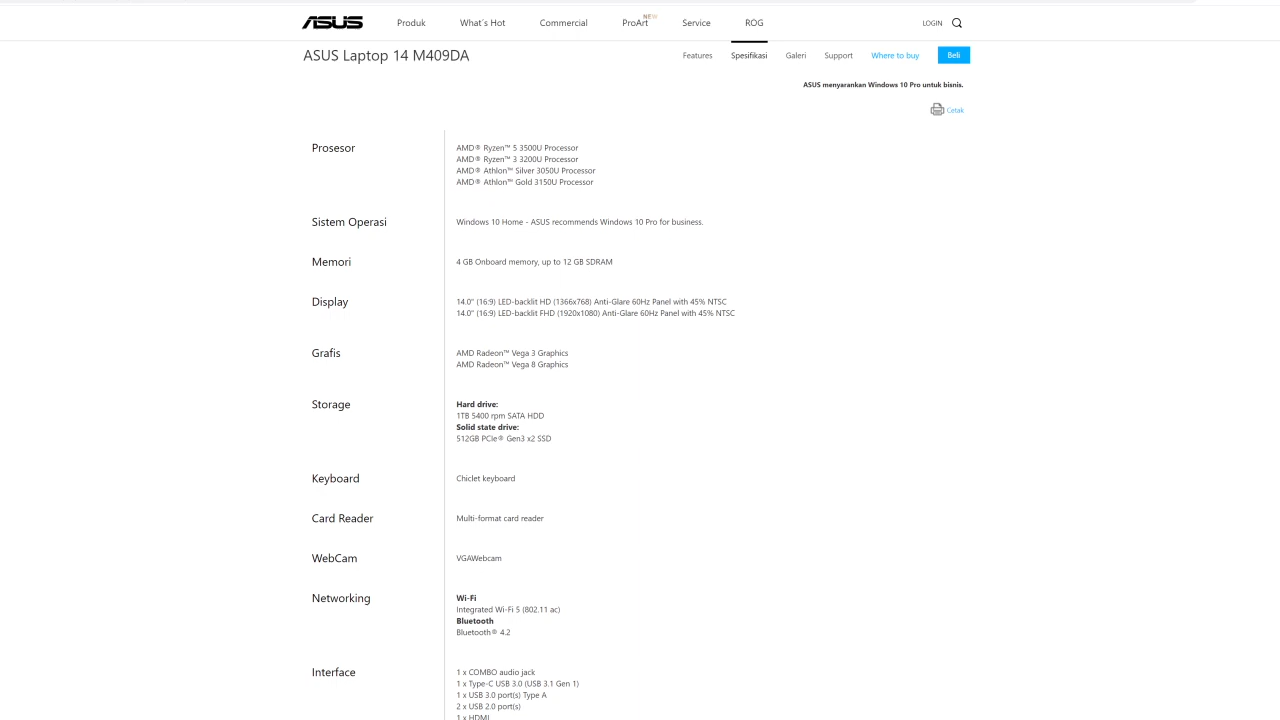 ASUS Produk What's Hot Commercial ProArt NEW Service ROG LOGIN
ASUS Laptop 14 M409DA Features Spesifikasi Galeri Support Where to buy Beli
ASUS menyarankan Windows 10 Pro untuk bisnis.
Cetak
Prosesor
AMD® Ryzen™ 5 3500U Processor
AMD® Ryzen™ 3 3200U Processor
AMD® Athlon™ Silver 3050U Processor
AMD® Athlon™ Gold 3150U Processor
Sistem Operasi
Windows 10 Home - ASUS recommends Windows 10 Pro for business.
Memori
4 GB Onboard memory, up to 12 GB SDRAM
Display
14.0" (16:9) LED-backlit HD (1366x768) Anti-Glare 60Hz Panel with 45% NTSC
14.0" (16:9) LED-backlit FHD (1920x1080) Anti-Glare 60Hz Panel with 45% NTSC
Grafis
AMD Radeon™ Vega 3 Graphics
AMD Radeon™ Vega 8 Graphics
Storage
Hard drive:
1TB 5400 rpm SATA HDD
Solid state drive:
512GB PCIe® Gen3 x2 SSD
Keyboard
Chiclet keyboard
Card Reader
Multi-format card reader
WebCam
VGAWebcam
Networking
Wi-Fi
Integrated Wi-Fi 5 (802.11 ac)
Bluetooth
Bluetooth® 4.2
Interface
1 x COMBO audio jack
1 x Type-C USB 3.0 (USB 3.1 Gen 1)
1 x USB 3.0 port(s) Type A
2 x USB 2.0 port(s)
1 x HDMI